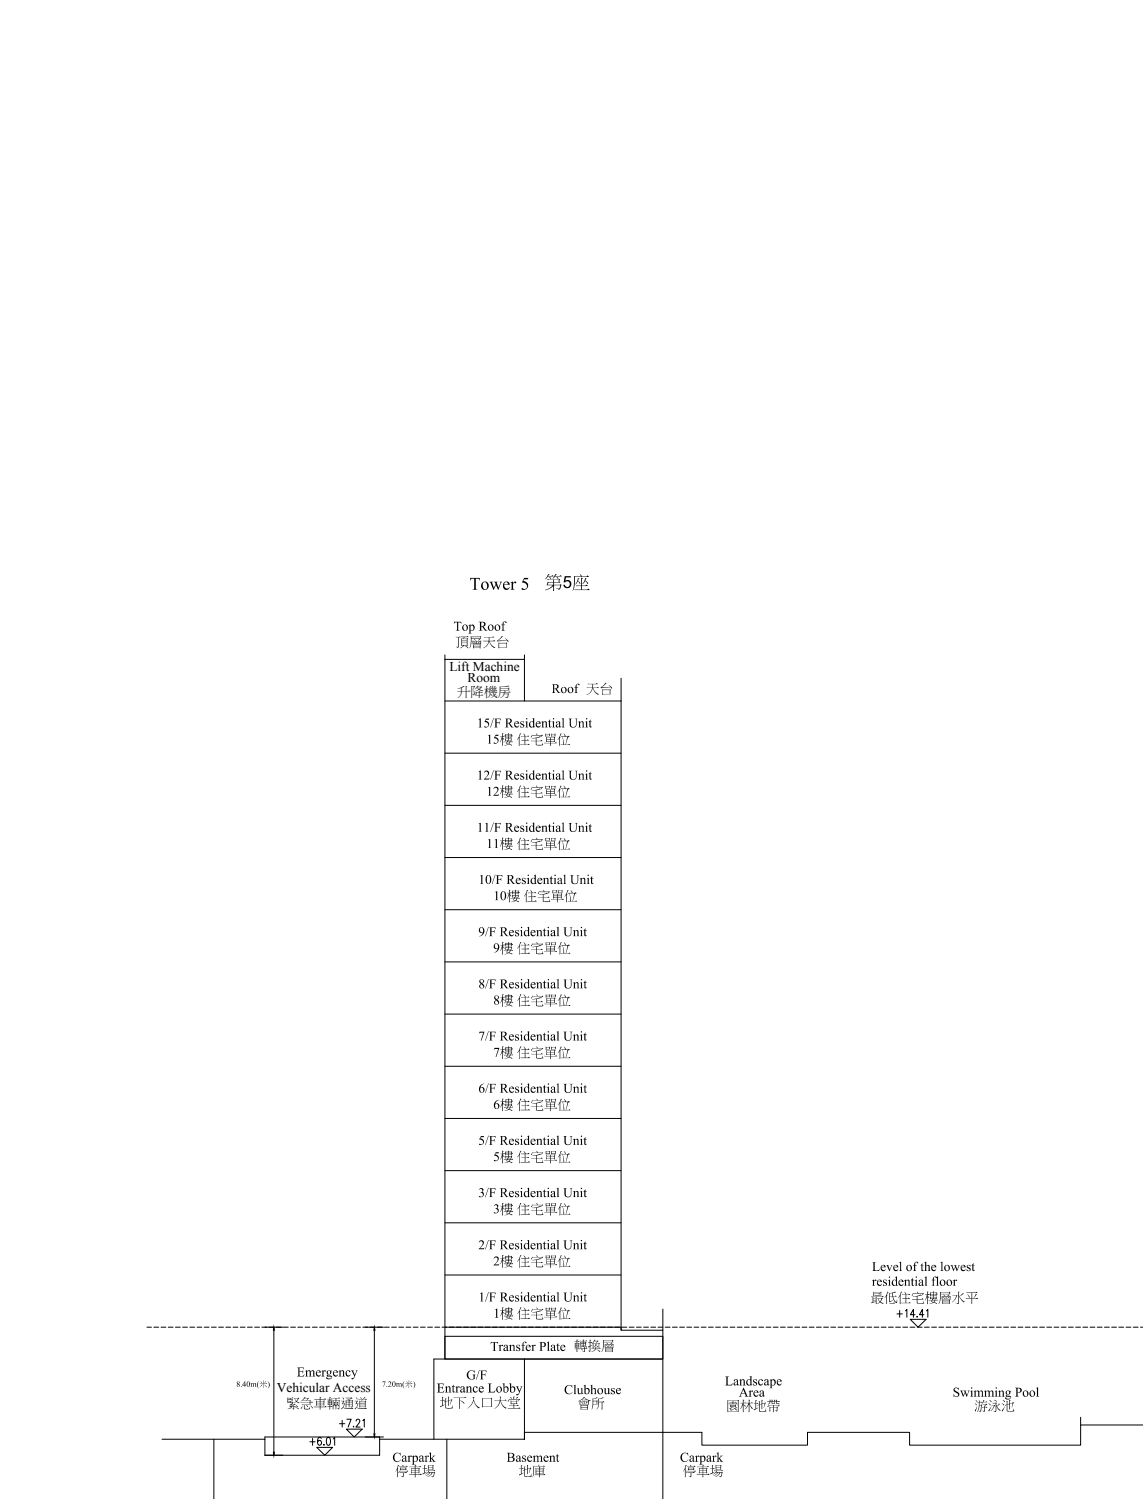 Tower 5 第5座
Top Roof
頂層天台
Lift Machine
Room
升降機房
Roof 天台
15/F Residential Unit
15樓 住宅單位
12/F Residential Unit
12樓 住宅單位
11/F Residential Unit
11樓 住宅單位
10/F Residential Unit
10樓 住宅單位
9/F Residential Unit
9樓 住宅單位
8/F Residential Unit
8樓 住宅單位
7/F Residential Unit
7樓 住宅單位
6/F Residential Unit
6樓 住宅單位
5/F Residential Unit
5樓 住宅單位
3/F Residential Unit
3樓 住宅單位
2/F Residential Unit
2樓 住宅單位
1/F Residential Unit
1樓 住宅單位
Level of the lowest
residential floor
最低住宅樓層水平
+14.41
Transfer Plate 轉換層
8.40m(米)
Emergency
Vehicular Access
緊急車輛通道
7.20m(米)
+7.21
+6.01
G/F
Entrance Lobby
地下入口大堂
Clubhouse
會所
Landscape
Area
園林地帶
Swimming Pool
游泳池
Carpark
停車場
Basement
地庫
Carpark
停車場